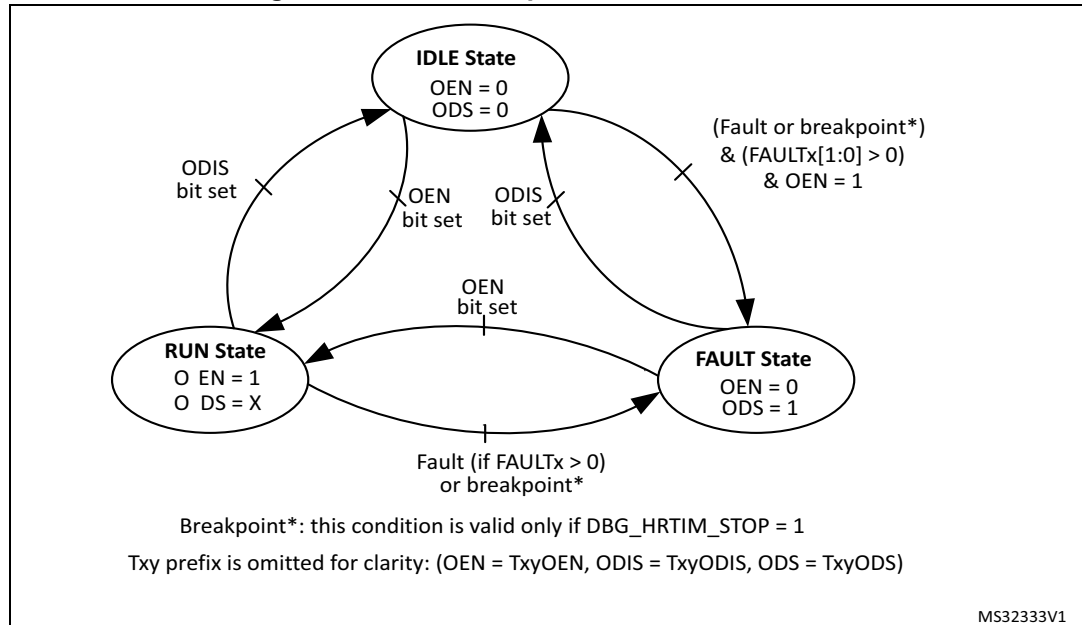 IDLE State
OEN = 0
ODS = 0
(Fault or breakpoint*)
& (FAULTx[1:0] > 0)
& OEN = 1
ODIS
bit set
OEN
bit set
ODIS
bit set
OEN
bit set
RUN State
O EN = 1
O DS = X
FAULT State
OEN = 0
ODS = 1
Fault (if FAULTx > 0)
or breakpoint*
Breakpoint*: this condition is valid only if DBG_HRTIM_STOP = 1
Txy prefix is omitted for clarity: (OEN = TxyOEN, ODIS = TxyODIS, ODS = TxyODS)
MS32333V1